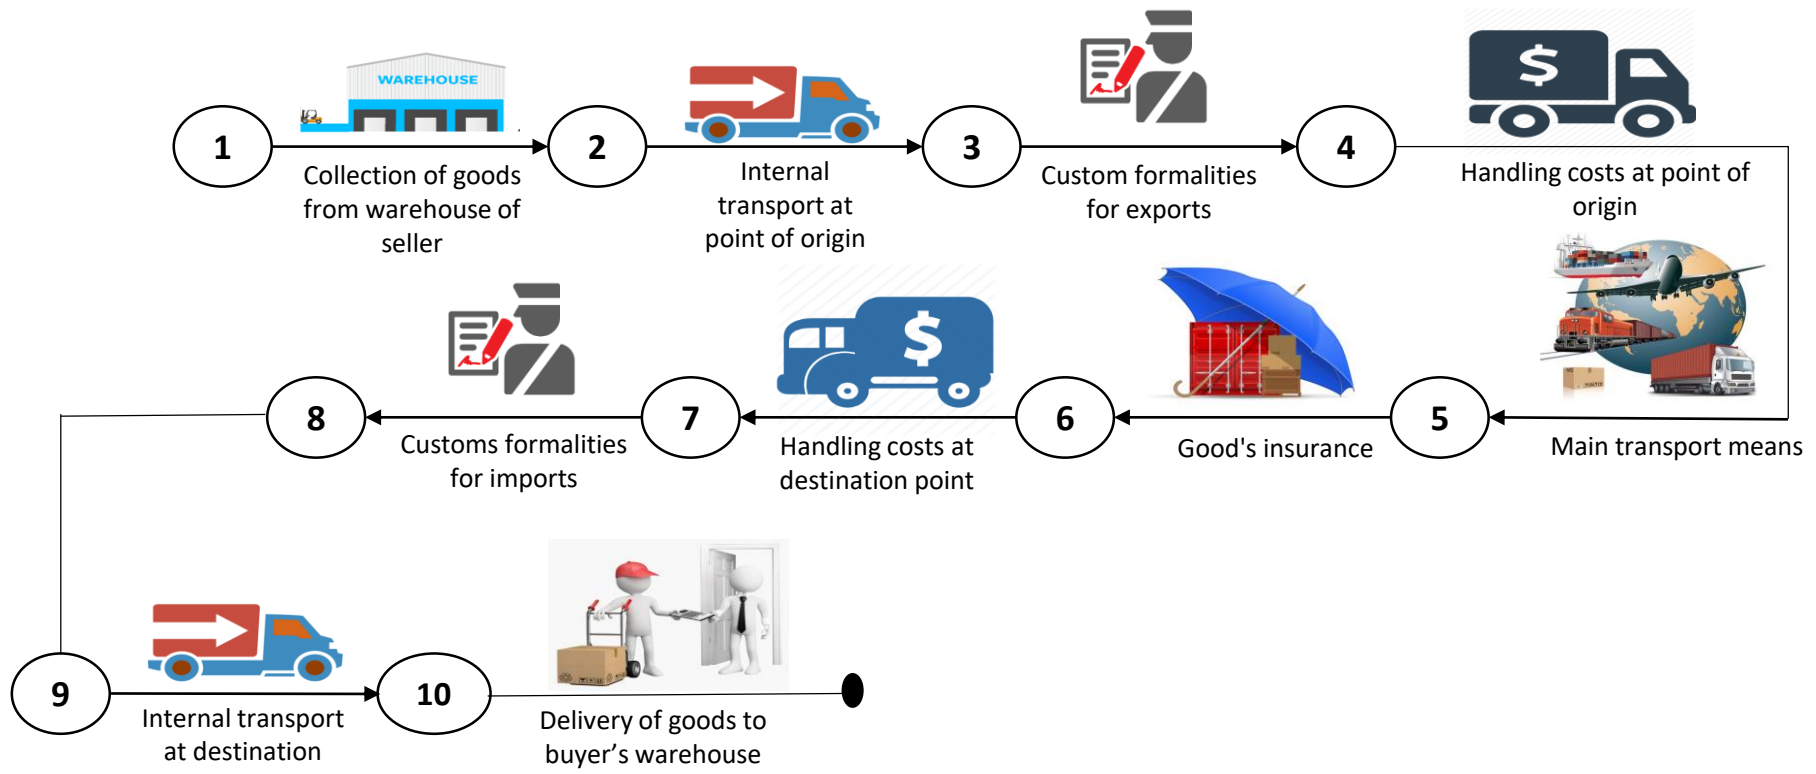 WAREHOUSE
1
2
3
4
Collection of goods
from warehouse of
seller
Internal
transport at
point of origin
Custom formalities
for exports
$
Handling costs at point of
origin
8
7
6
5
Customs formalities
for imports
$
Handling costs at
destination point
Good's insurance
Main transport means
9
10
Internal transport
at destination
Delivery of goods to
buyer’s warehouse